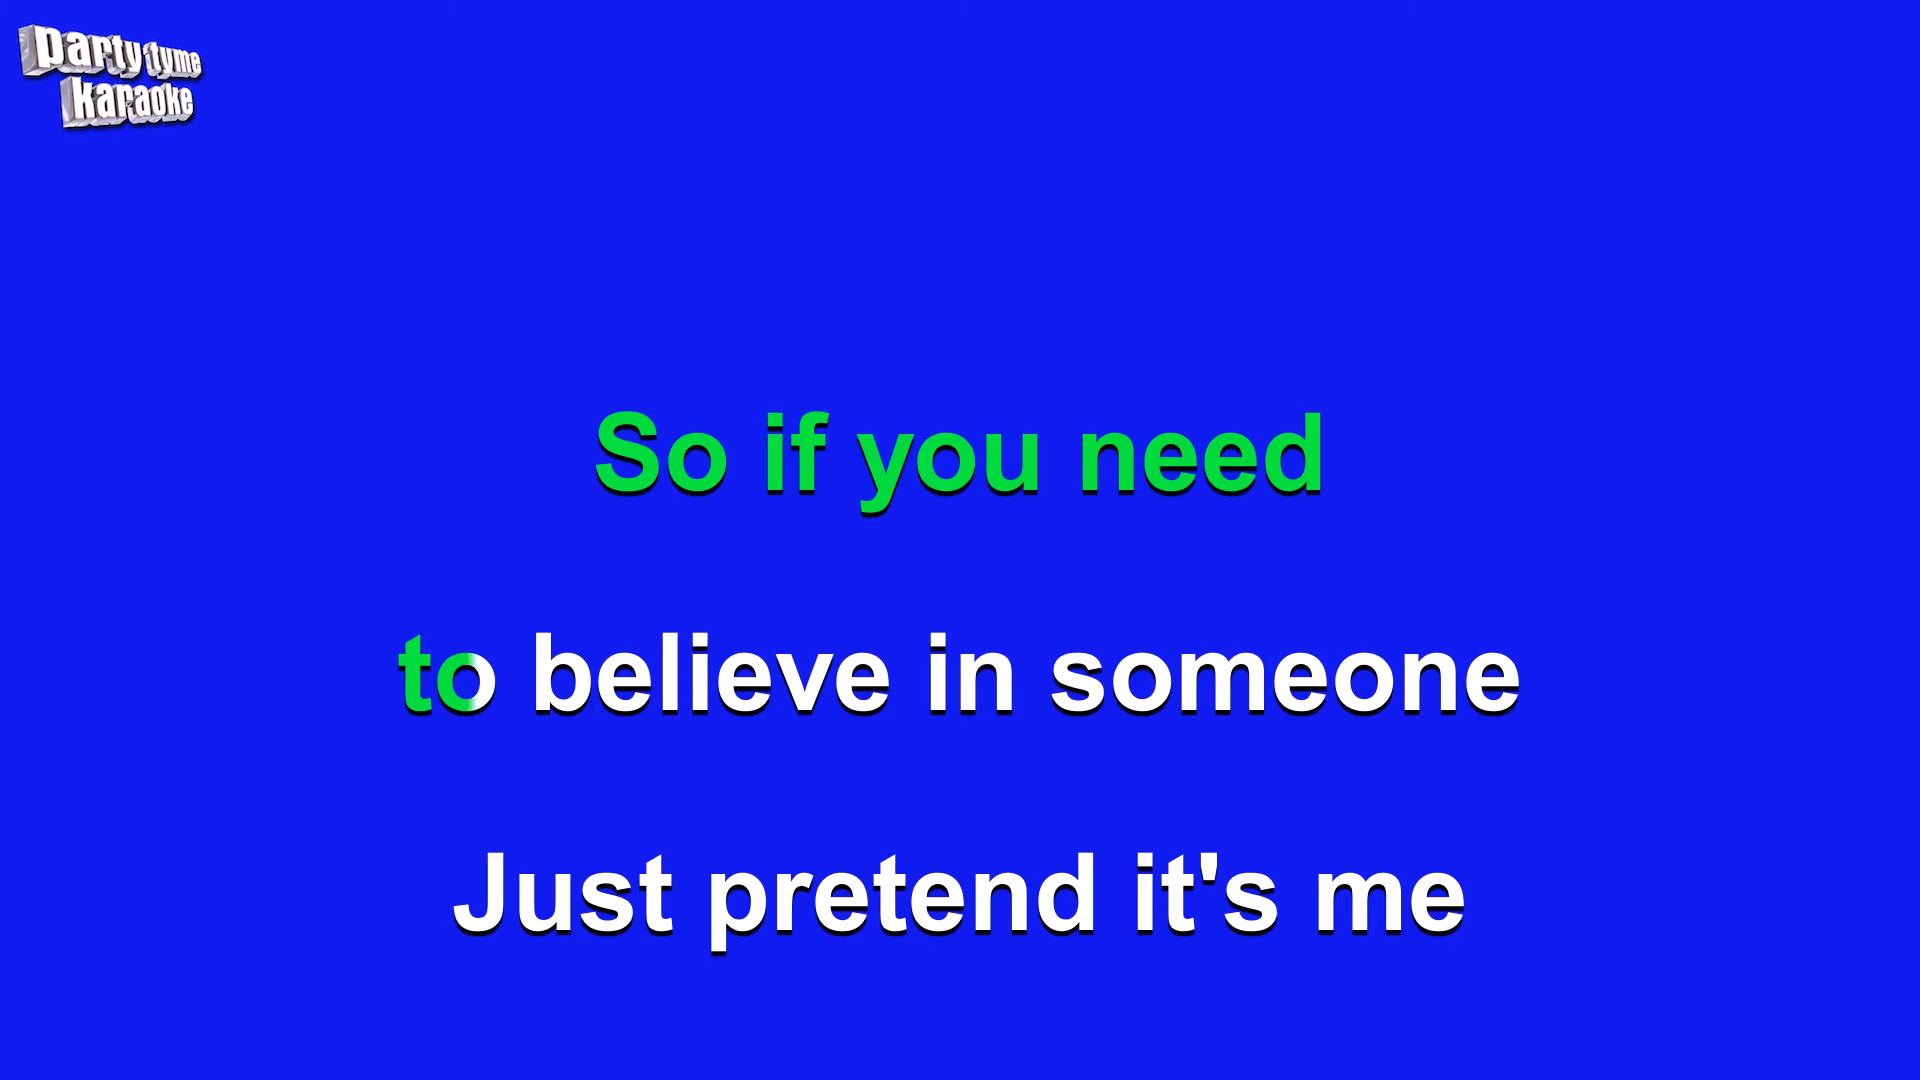 party tyme
karaoke
So if you need
to believe in someone
Just pretend it's me